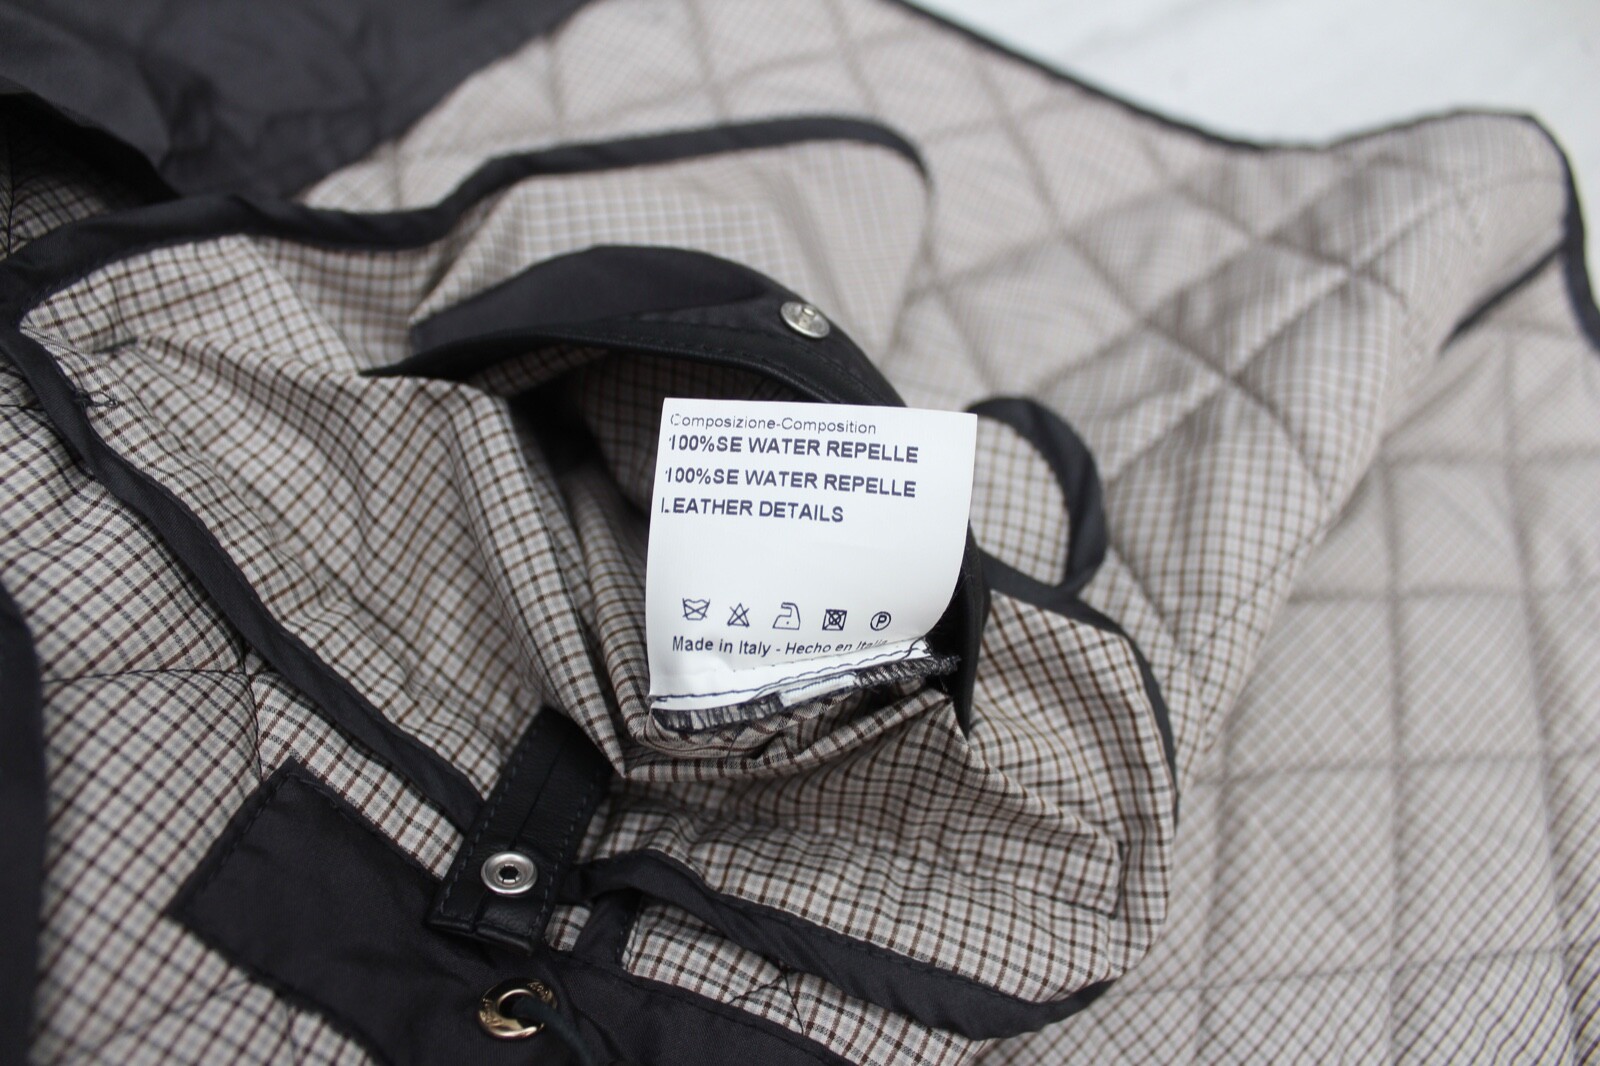 Composizione-Composition
100%SE WATER REPELLE
100%SE WATER REPELLE
LEATHER DETAILS
P
Made in Italy - Hecho en Italia